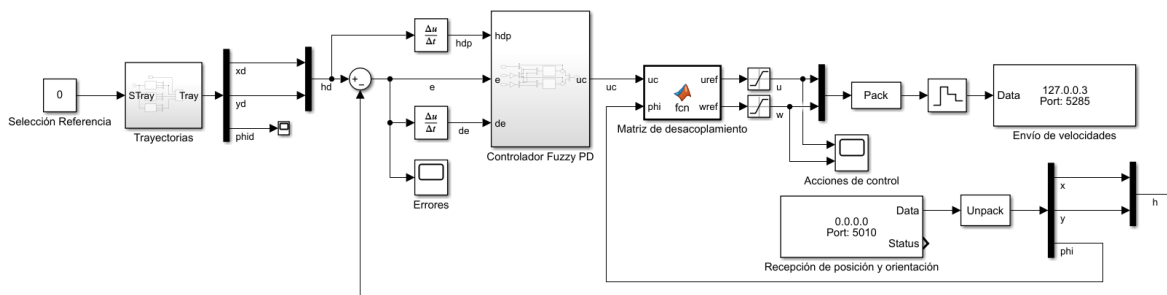 0
Selección Referencia
STray
Tray
Trayectorias
xd
yd
phid
hd
Δu
Δt
hdp
e
Δu
Δt
de
Errores
hdp
e
de
uc
Controlador Fuzzy PD
uc
uc
phi
fcn
uref
wref
Matriz de desacoplamiento
u
w
Acciones de control
Pack
Data
127.0.0.3
Port: 5285
Envío de velocidades
0.0.0.0
Port: 5010
Data
Status
Recepción de posición y orientación
Unpack
x
y
phi
h